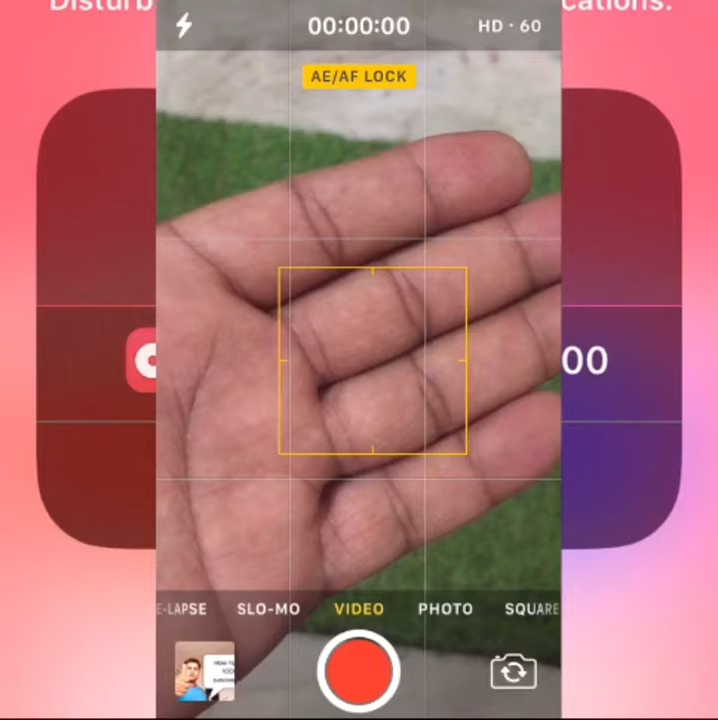 Disturb
cations.
00:00:00
HD · 60
AE/AF LOCK
00
E-LAPSE
SLO-MO
VIDEO
PHOTO
SQUARE